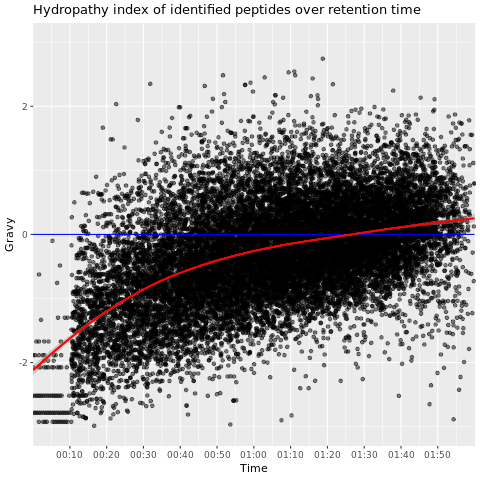 Hydropathy index of identified peptides over retention time
Gravy
2
0
-2
00:10 00:20 00:30 00:40 00:50 01:00 01:10 01:20 01:30 01:40 01:50
Time